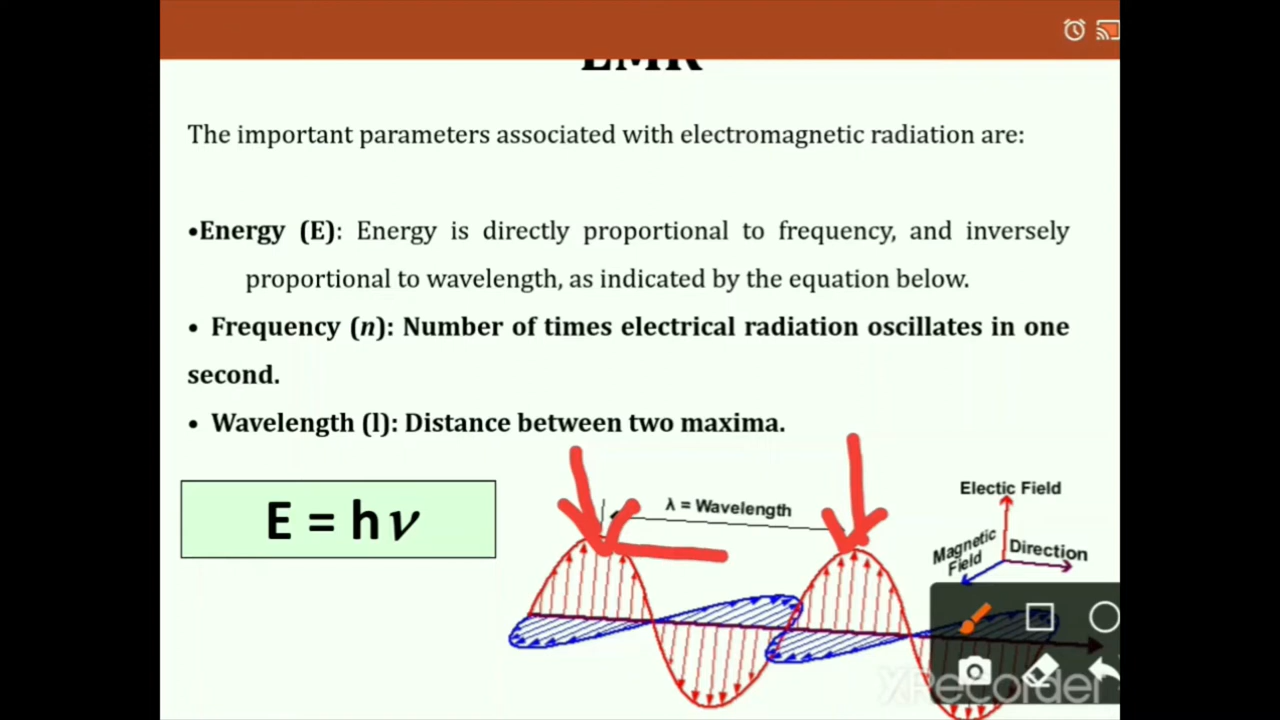 EMR
The important parameters associated with electromagnetic radiation are:
•Energy (E): Energy is directly proportional to frequency, and inversely
proportional to wavelength, as indicated by the equation below.
• Frequency (n): Number of times electrical radiation oscillates in one
second.
• Wavelength (l): Distance between two maxima.
E = hν
λ = Wavelength
Electic Field
Magnetic
Field
Direction
XRecorder